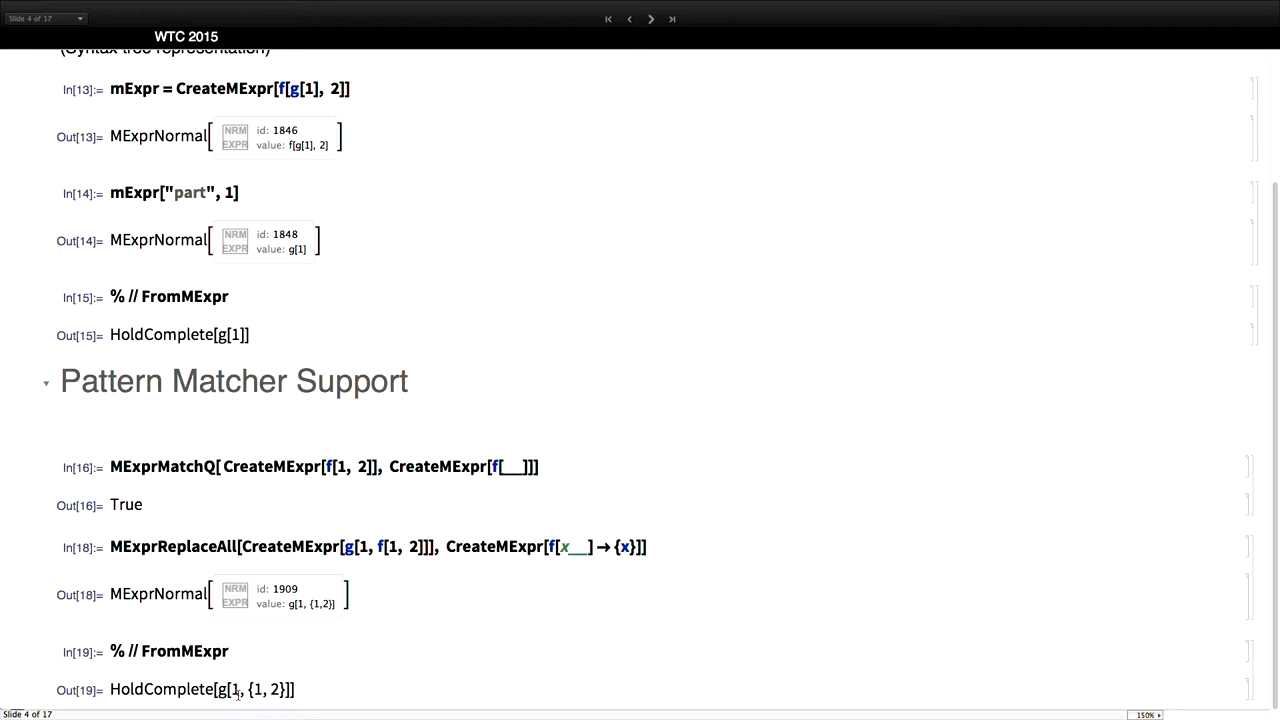 Slide 4 of 17
WTC 2015
(Syntax tree representation)
In[13]:= mExpr = CreateMExpr[f[g[1], 2]]
Out[13]= MExprNormal[ NRM EXPR id: 1846
value: f[g[1], 2] ]
In[14]:= mExpr["part", 1]
Out[14]= MExprNormal[ NRM EXPR id: 1848
value: g[1] ]
In[15]:= % // FromMExpr
Out[15]= HoldComplete[g[1]]
Pattern Matcher Support
In[16]:= MExprMatchQ[ CreateMExpr[f[1, 2]], CreateMExpr[f[__]]]
Out[16]= True
In[18]:= MExprReplaceAll[CreateMExpr[g[1, f[1, 2]]], CreateMExpr[f[x__] → {x}]]
Out[18]= MExprNormal[ NRM EXPR id: 1909
value: g[1, {1,2}] ]
In[19]:= % // FromMExpr
Out[19]= HoldComplete[g[1, {1, 2}]]
Slide 4 of 17
150%